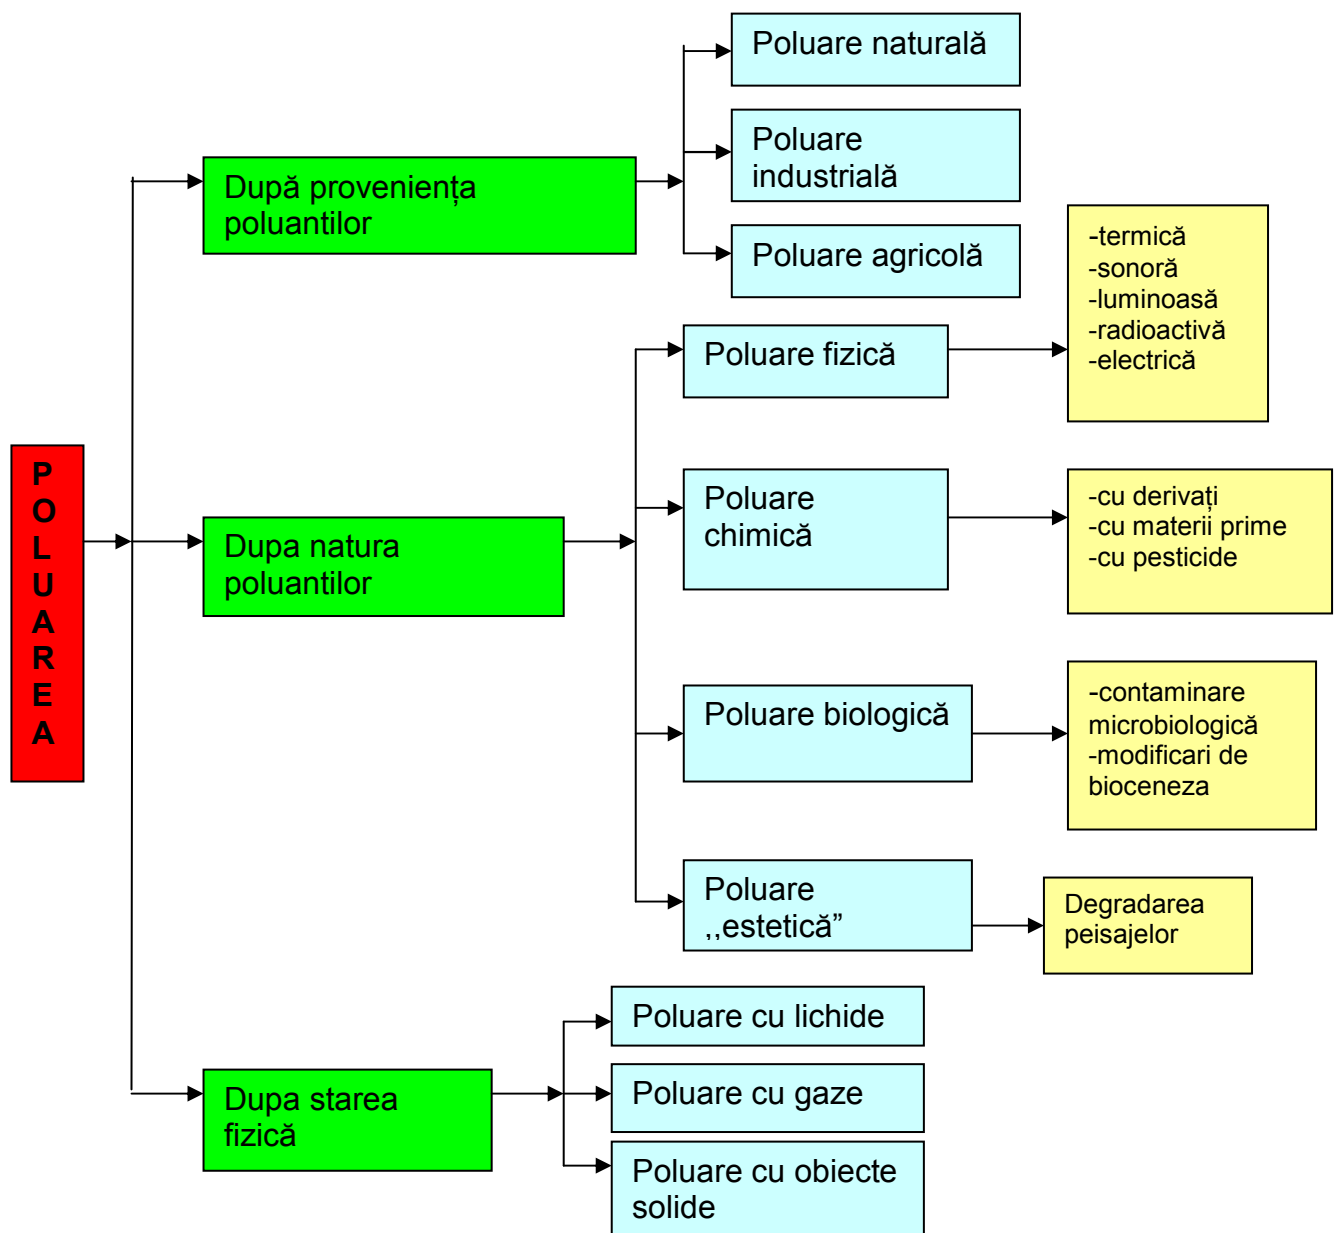 POLUAREA
După proveniența
poluantilor
Poluare naturală
Poluare
industrială
Poluare agricolă
Dupa natura
poluantilor
Poluare fizică
-termică
-sonoră
-luminoasă
-radioactivă
-electrică
Poluare
chimică
-cu derivați
-cu materii prime
-cu pesticide
Poluare biologică
-contaminare
microbiologică
-modificari de
bioceneza
Poluare
,,estetică”
Degradarea
peisajelor
Dupa starea
fizică
Poluare cu lichide
Poluare cu gaze
Poluare cu obiecte
solide